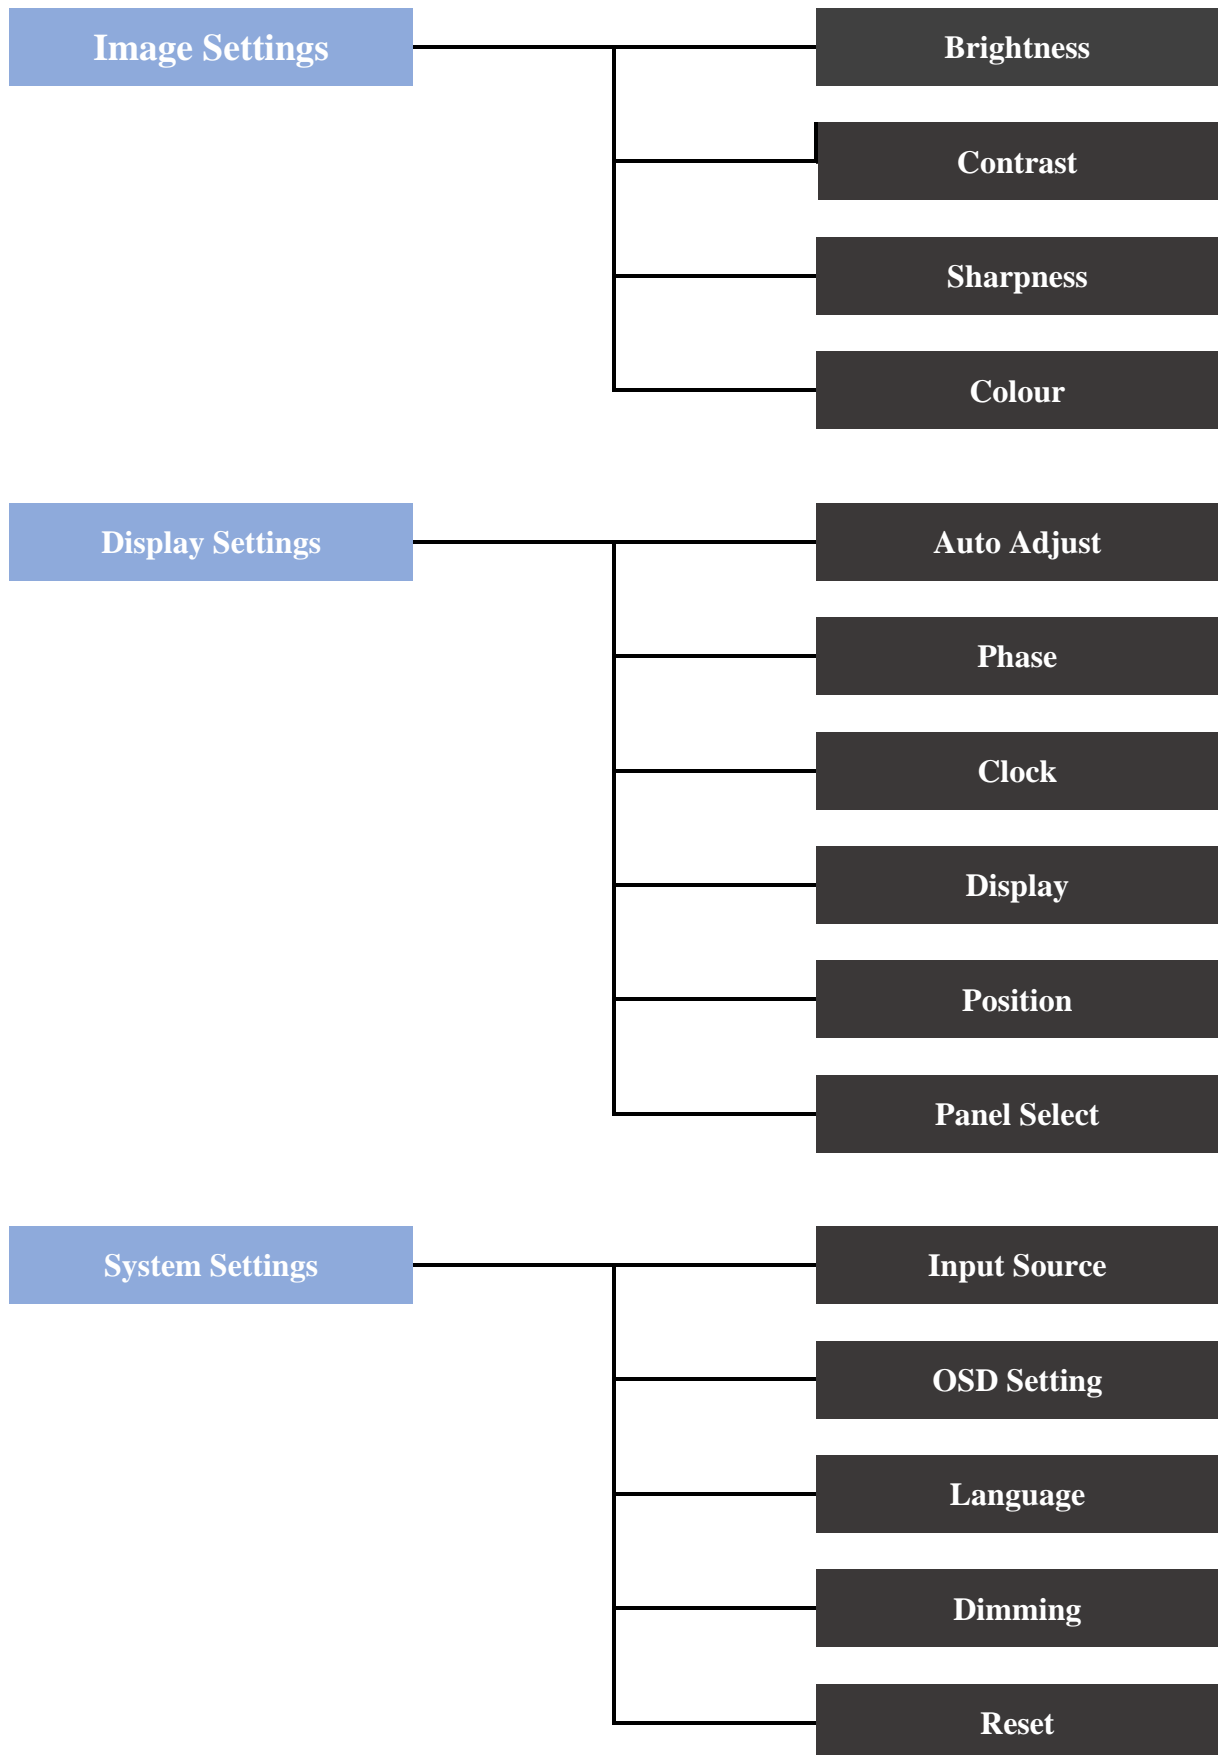 Image Settings
Brightness
Contrast
Sharpness
Colour
Display Settings
Auto Adjust
Phase
Clock
Display
Position
Panel Select
System Settings
Input Source
OSD Setting
Language
Dimming
Reset